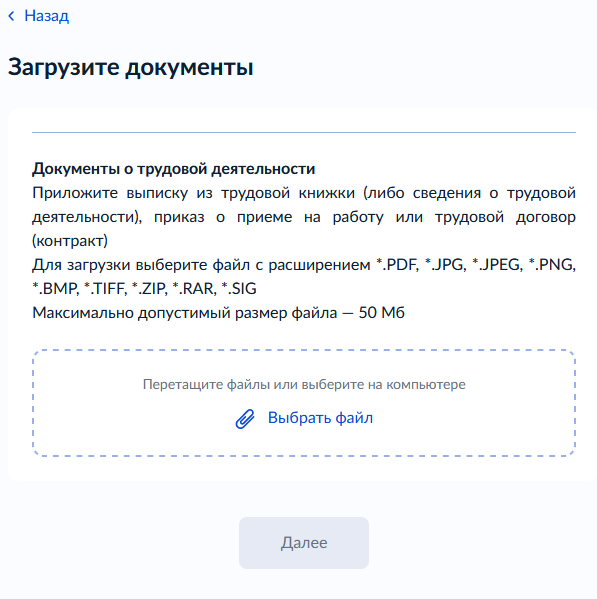 Назад
Загрузите документы
Документы о трудовой деятельности
Приложите выписку из трудовой книжки (либо сведения о трудовой
деятельности), приказ о приеме на работу или трудовой договор
(контракт)
Для загрузки выберите файл с расширением *.PDF, *.JPG, *.JPEG, *.PNG,
*.BMP, *.TIFF, *.ZIP, *.RAR, *.SIG
Максимально допустимый размер файла — 50 Мб
Перетащите файлы или выберите на компьютере
Выбрать файл
Далее